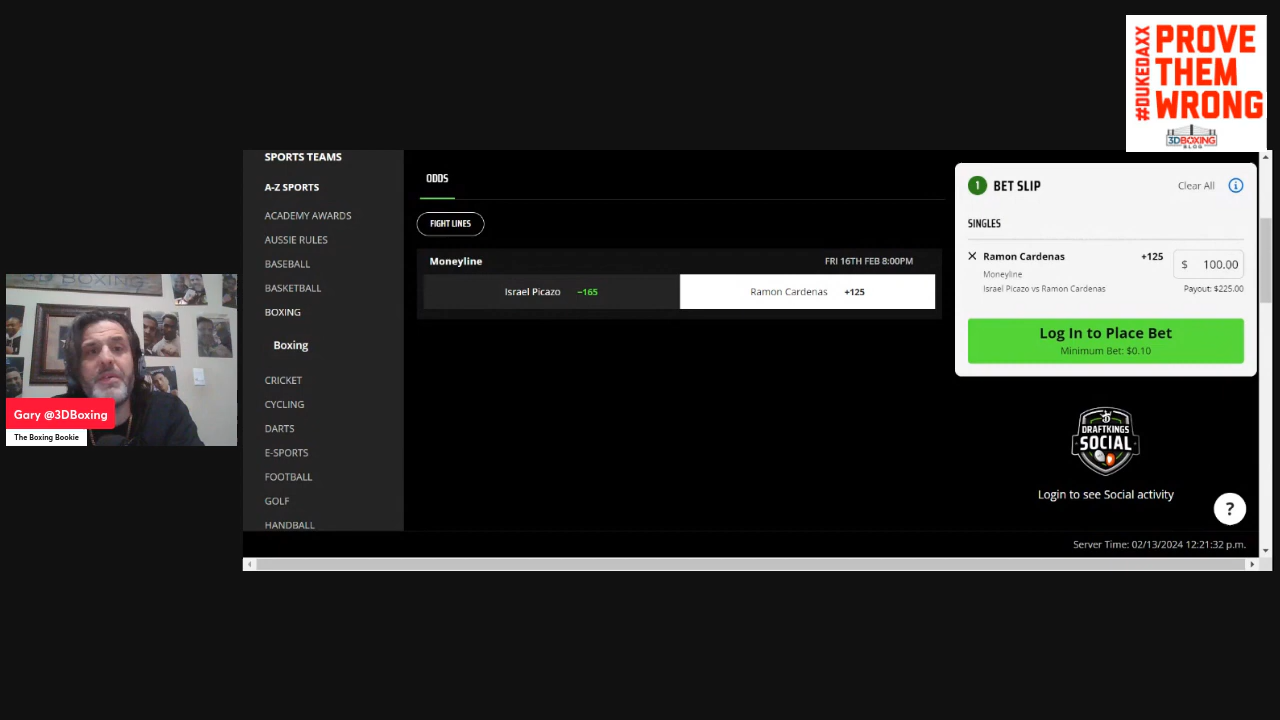 #DUKEDAXX
PROVE
THEM
WRONG
3DBOXING
BLOG
SPORTS TEAMS
A-Z SPORTS
ACADEMY AWARDS
AUSSIE RULES
BASEBALL
BASKETBALL
BOXING
Boxing
CRICKET
CYCLING
DARTS
E-SPORTS
FOOTBALL
GOLF
HANDBALL
ODDS
FIGHT LINES
Moneyline FRI 16TH FEB 8:00PM
Israel Picazo −165 Ramon Cardenas +125
1 BET SLIP Clear All
SINGLES
Ramon Cardenas +125 $ 100.00
Moneyline
Israel Picazo vs Ramon Cardenas Payout: $225.00
Log In to Place Bet
Minimum Bet: $0.10
DRAFTKINGS
SOCIAL
Login to see Social activity
?
Server Time: 02/13/2024 12:21:32 p.m.
3D BOXING
Gary @3DBoxing
The Boxing Bookie